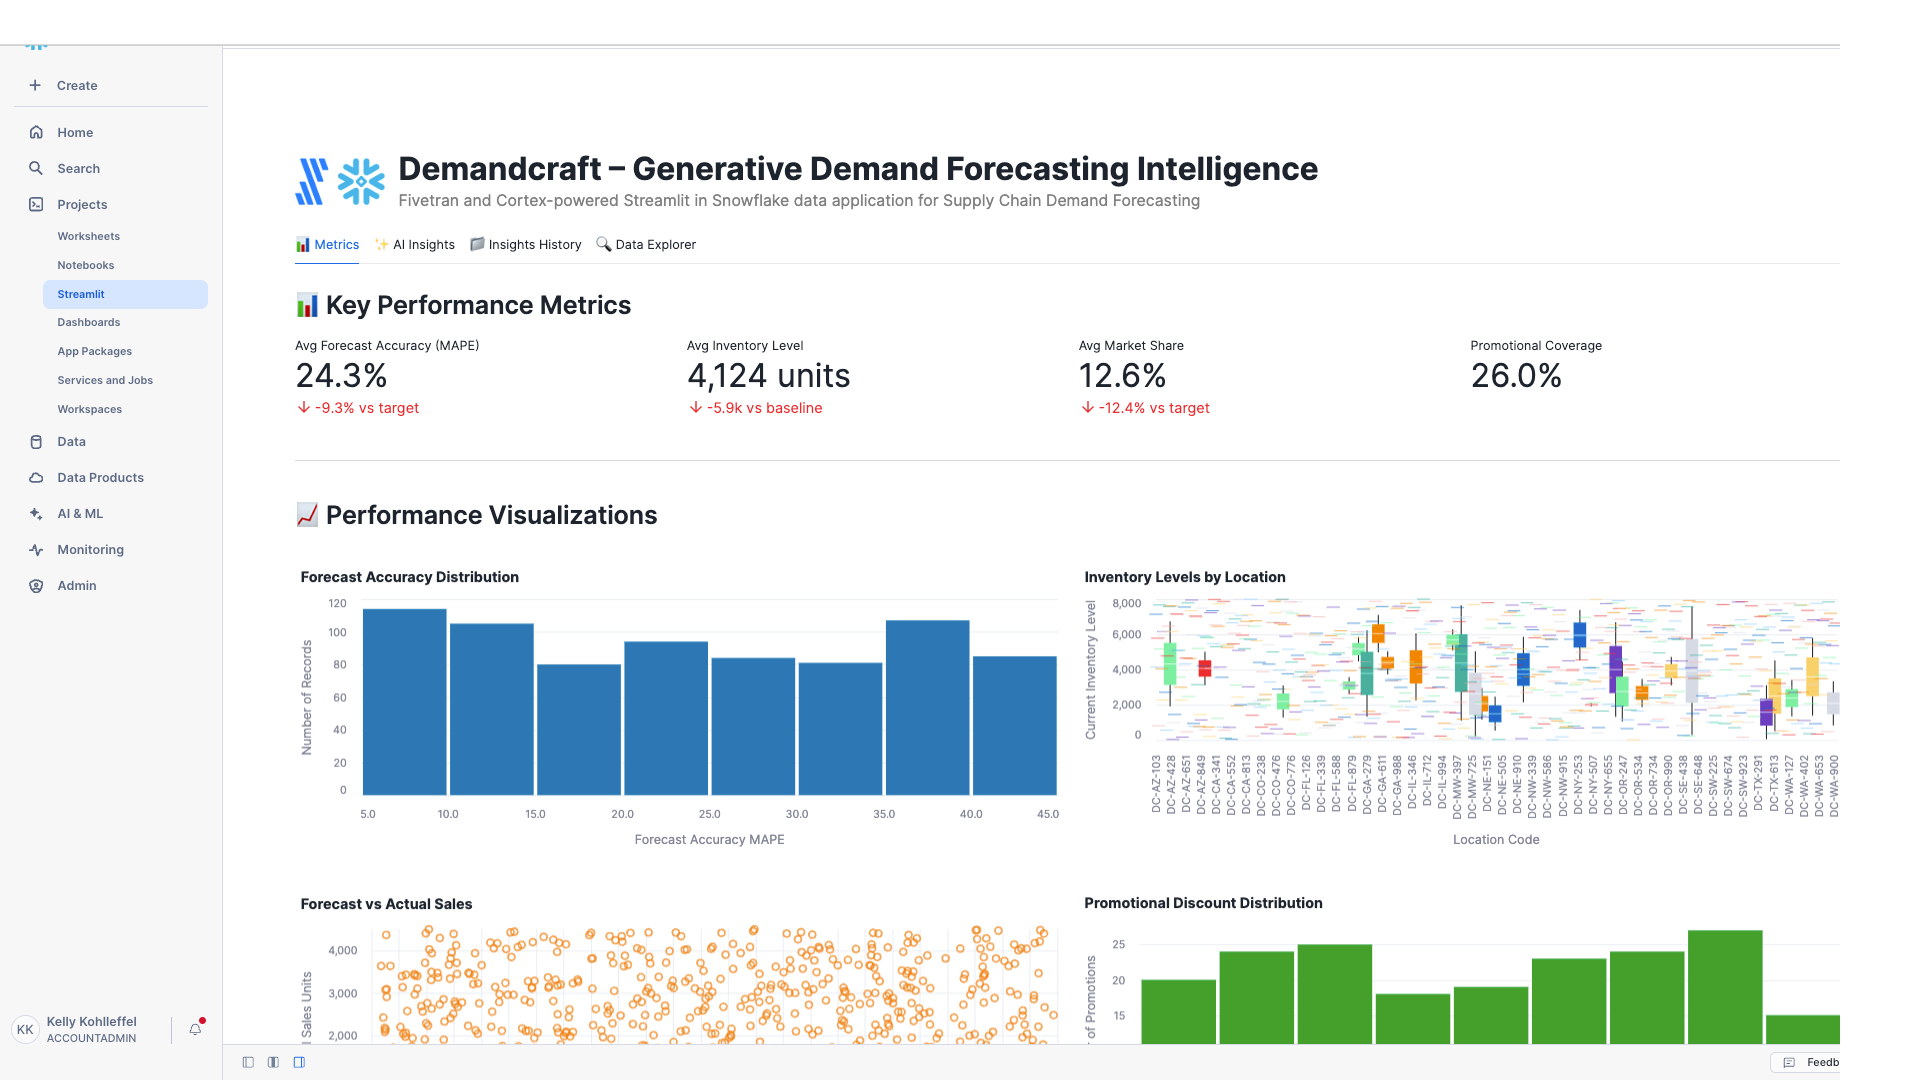 Create
Home
Search
Projects
Worksheets
Notebooks
Streamlit
Dashboards
App Packages
Services and Jobs
Workspaces
Data
Data Products
AI & ML
Monitoring
Admin
KK
Kelly Kohlleffel
ACCOUNTADMIN
Demandcraft – Generative Demand Forecasting Intelligence
Fivetran and Cortex-powered Streamlit in Snowflake data application for Supply Chain Demand Forecasting
Metrics
AI Insights
Insights History
Data Explorer
Key Performance Metrics
Avg Forecast Accuracy (MAPE)
24.3%
-9.3% vs target
Avg Inventory Level
4,124 units
-5.9k vs baseline
Avg Market Share
12.6%
-12.4% vs target
Promotional Coverage
26.0%
Performance Visualizations
Forecast Accuracy Distribution
Number of Records
120
100
80
60
40
20
0
5.0
10.0
15.0
20.0
25.0
30.0
35.0
40.0
45.0
Forecast Accuracy MAPE
Inventory Levels by Location
Current Inventory Level
8,000
6,000
4,000
2,000
0
DC-AZ-103
DC-AZ-428
DC-AZ-651
DC-AZ-849
DC-CA-341
DC-CA-552
DC-CA-813
DC-CO-238
DC-CO-476
DC-CO-776
DC-FL-126
DC-FL-339
DC-FL-588
DC-FL-879
DC-GA-279
DC-GA-611
DC-GA-988
DC-IL-346
DC-IL-712
DC-IL-994
DC-MW-397
DC-MW-725
DC-NE-151
DC-NE-505
DC-NE-910
DC-NW-339
DC-NW-586
DC-NW-915
DC-NY-253
DC-NY-507
DC-NY-655
DC-OR-247
DC-OR-534
DC-OR-734
DC-OR-990
DC-SE-438
DC-SE-648
DC-SW-225
DC-SW-674
DC-SW-923
DC-TX-291
DC-TX-613
DC-WA-127
DC-WA-402
DC-WA-653
DC-WA-900
Location Code
Forecast vs Actual Sales
Sales Units
4,000
3,000
2,000
Promotional Discount Distribution
of Promotions
25
20
15
Feedb